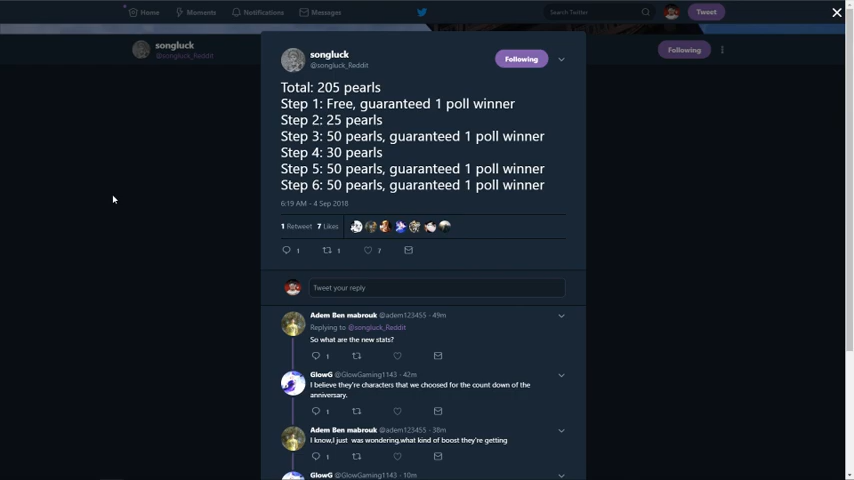 Home
Moments
Notifications
Messages
Search Twitter
Tweet
songluck
@songluck_Reddit
Following
songluck
@songluck_Reddit
Following
Total: 205 pearls
Step 1: Free, guaranteed 1 poll winner
Step 2: 25 pearls
Step 3: 50 pearls, guaranteed 1 poll winner
Step 4: 30 pearls
Step 5: 50 pearls, guaranteed 1 poll winner
Step 6: 50 pearls, guaranteed 1 poll winner
6:19 AM - 4 Sep 2018
1 Retweet 7 Likes
1 1 7
Tweet your reply
Adem Ben mabrouk @adem123455 · 49m
Replying to @songluck_Reddit
So what are the new stats?
1
GlowG @GlowGaming1143 · 42m
I believe they're characters that we choosed for the count down of the
anniversary.
1
Adem Ben mabrouk @adem123455 · 38m
I know,I just was wondering,what kind of boost they're getting
1
GlowG @GlowGaming1143 · 10m